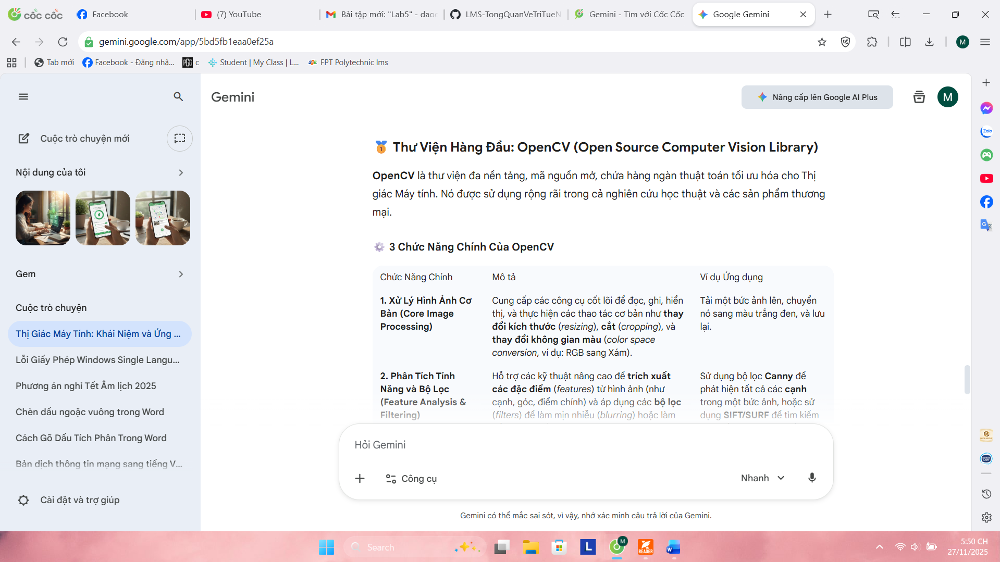 cốc cốc
Facebook
(7) YouTube
Bài tập mới: "Lab5" - daoc
LMS-TongQuanVeTriTueN
Gemini - Tìm với Cốc Cốc
Google Gemini
gemini.google.com/app/5bd5fb1eaa0ef25a
M
Tab mới
Facebook - Đăng nhậ...
PGG
c
Student | My Class | L...
FPT Polytechnic lms
Gemini
Nâng cấp lên Google AI Plus
M
Cuộc trò chuyện mới
Nội dung của tôi
Gem
Cuộc trò chuyện
Thị Giác Máy Tính: Khái Niệm và Ứng ...
Lỗi Giấy Phép Windows Single Langu...
Phương án nghỉ Tết Âm lịch 2025
Chèn dấu ngoặc vuông trong Word
Cách Gõ Dấu Tích Phân Trong Word
Bản dịch thông tin mạng sang tiếng V...
Cài đặt và trợ giúp
Thư Viện Hàng Đầu: OpenCV (Open Source Computer Vision Library)
OpenCV là thư viện đa nền tảng, mã nguồn mở, chứa hàng ngàn thuật toán tối ưu hóa cho Thị
giác Máy tính. Nó được sử dụng rộng rãi trong cả nghiên cứu học thuật và các sản phẩm thương
mại.
3 Chức Năng Chính Của OpenCV
Chức Năng Chính
Mô tả
Ví dụ Ứng dụng
1. Xử Lý Hình Ảnh Cơ
Bản (Core Image
Processing)
Cung cấp các công cụ cốt lõi để đọc, ghi, hiển
thị, và thực hiện các thao tác cơ bản như thay
đổi kích thước (resizing), cắt (cropping), và
thay đổi không gian màu (color space
conversion, ví dụ: RGB sang Xám).
Tải một bức ảnh lên, chuyển
nó sang màu trắng đen, và lưu
lại.
2. Phân Tích Tính
Năng và Bộ Lọc
(Feature Analysis &
Filtering)
Hỗ trợ các kỹ thuật nâng cao để trích xuất
các đặc điểm (features) từ hình ảnh (như
cạnh, góc, điểm chính) và áp dụng các bộ lọc
(filters) để làm mịn nhiễu (blurring) hoặc làm
Sử dụng bộ lọc Canny để
phát hiện tất cả các cạnh
trong một bức ảnh, hoặc sử
dụng SIFT/SURF để tìm kiếm
Hỏi Gemini
Công cụ
Nhanh
Gemini có thể mắc sai sót, vì vậy, nhớ xác minh câu trả lời của Gemini.
Zalo
Search
L
M
READER
W
5:50 CH
27/11/2025